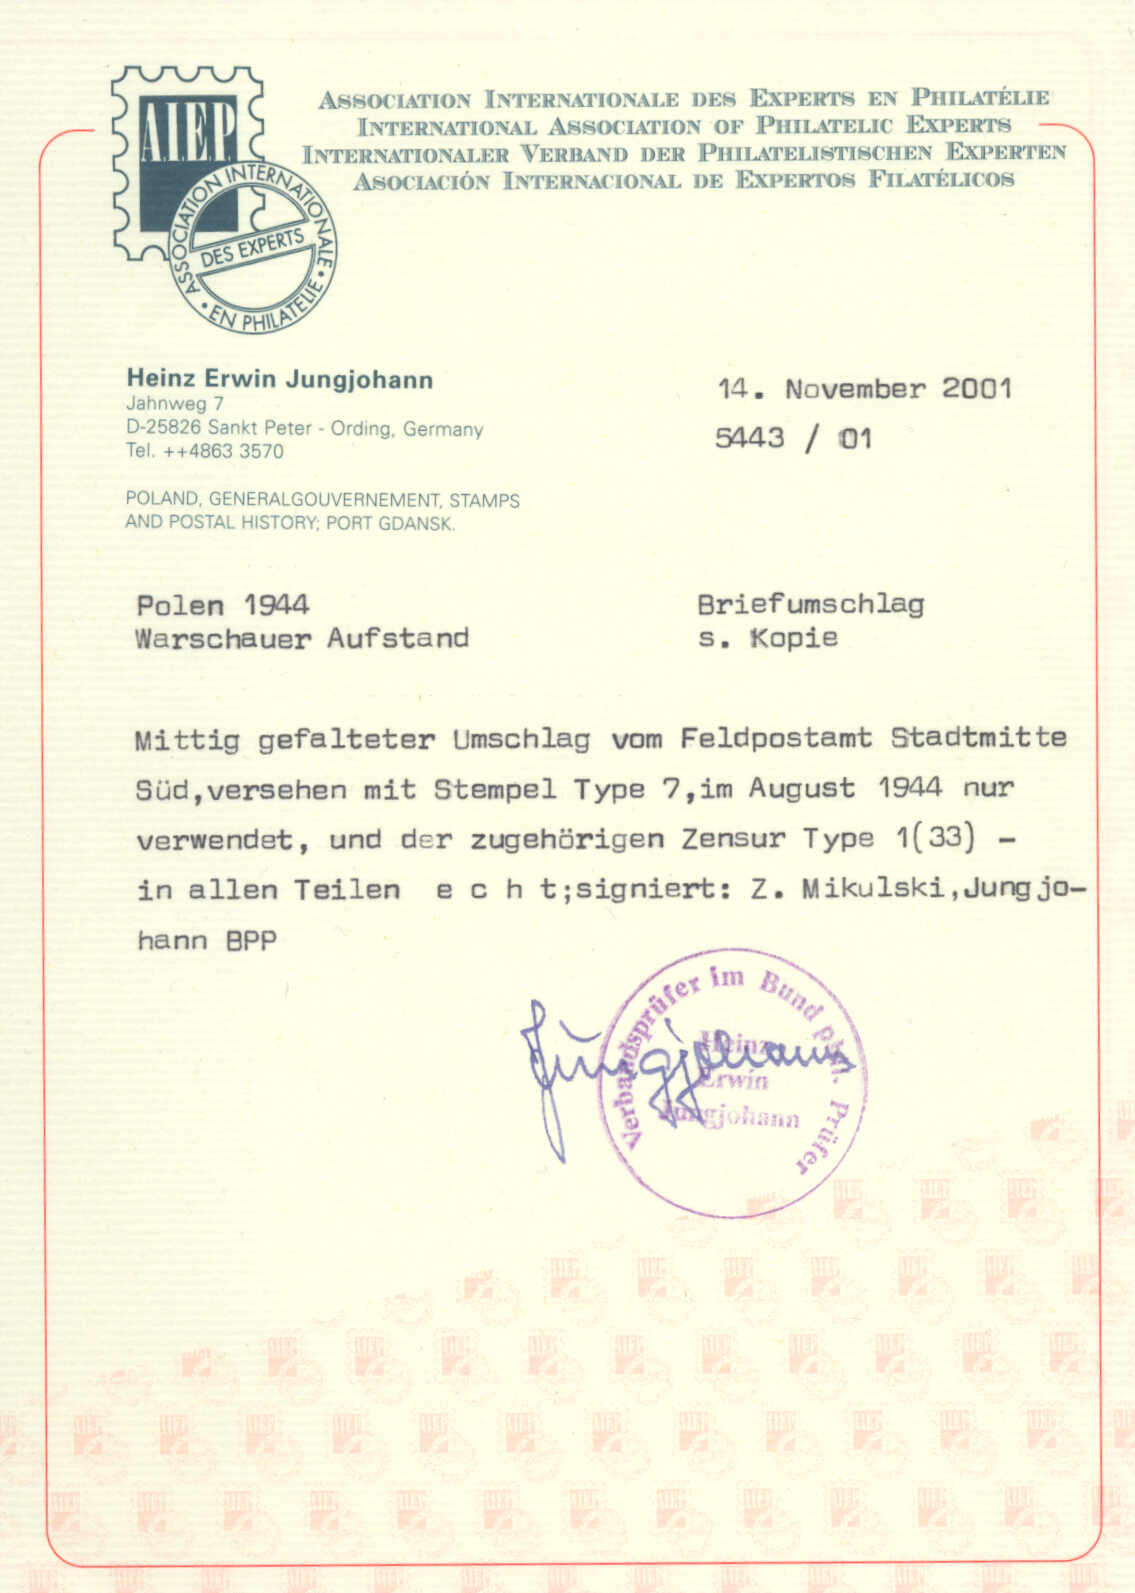 A.I.E.P.
ASSOCIATION INTERNATIONALE
DES EXPERTS
• EN PHILATELIE •
ASSOCIATION INTERNATIONALE DES EXPERTS EN PHILATÉLIE
INTERNATIONAL ASSOCIATION OF PHILATELIC EXPERTS
INTERNATIONALER VERBAND DER PHILATELISTISCHEN EXPERTEN
ASOCIACIÓN INTERNACIONAL DE EXPERTOS FILATÉLICOS
Heinz Erwin Jungjohann
Jahnweg 7
D-25826 Sankt Peter - Ording, Germany
Tel. ++4863 3570
14. November 2001
5443 / 01
POLAND, GENERALGOUVERNEMENT, STAMPS
AND POSTAL HISTORY; PORT GDANSK.
Polen 1944
Warschauer Aufstand
Briefumschlag
s. Kopie
Mittig gefalteter Umschlag vom Feldpostamt Stadtmitte
Süd,versehen mit Stempel Type 7,im August 1944 nur
verwendet, und der zugehörigen Zensur Type 1(33) –
in allen Teilen e c h t;signiert: Z. Mikulski,Jungjo-
hann BPP
Verbandsprüfer im Bund phil. Prüfer
Heinz
Erwin
Jungjohann
Jungjohann